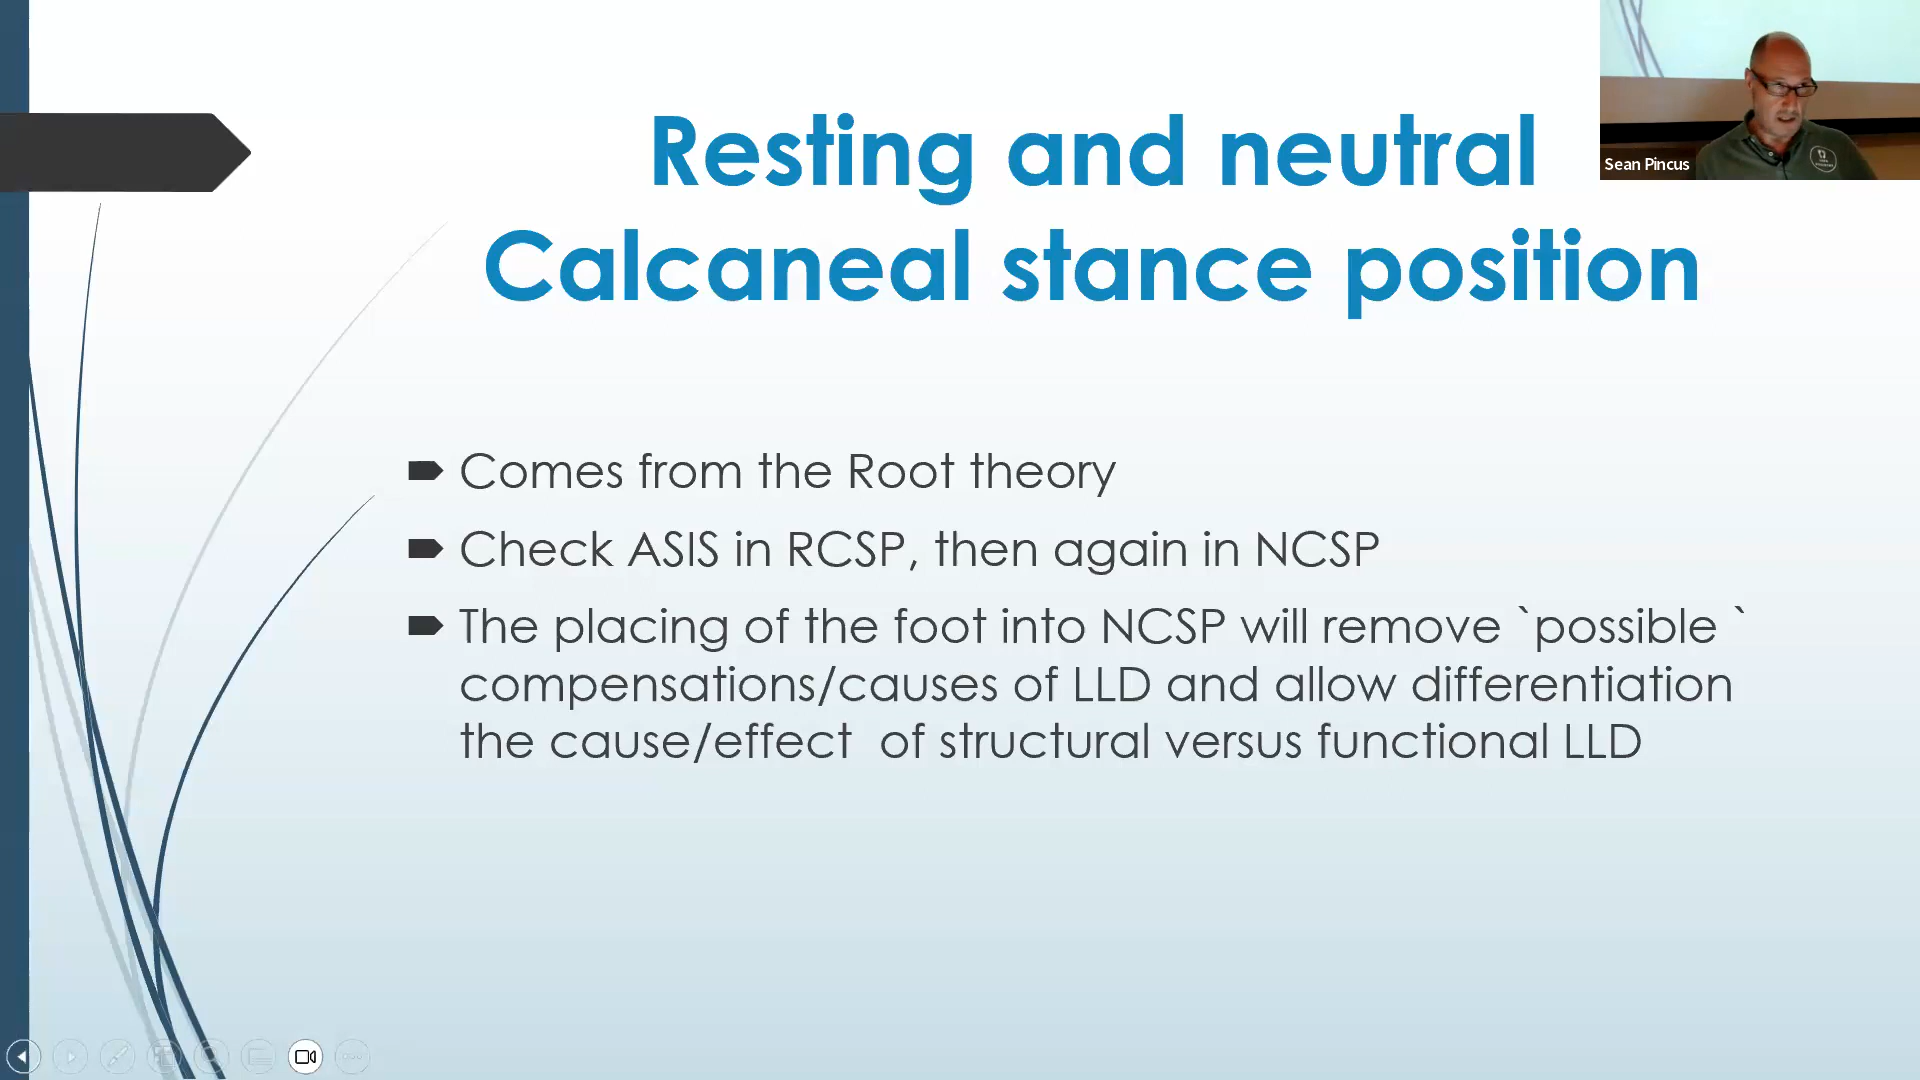 Resting and neutral
Calcaneal stance position
Sean Pincus
Comes from the Root theory
Check ASIS in RCSP, then again in NCSP
The placing of the foot into NCSP will remove `possible `
compensations/causes of LLD and allow differentiation
the cause/effect  of structural versus functional LLD